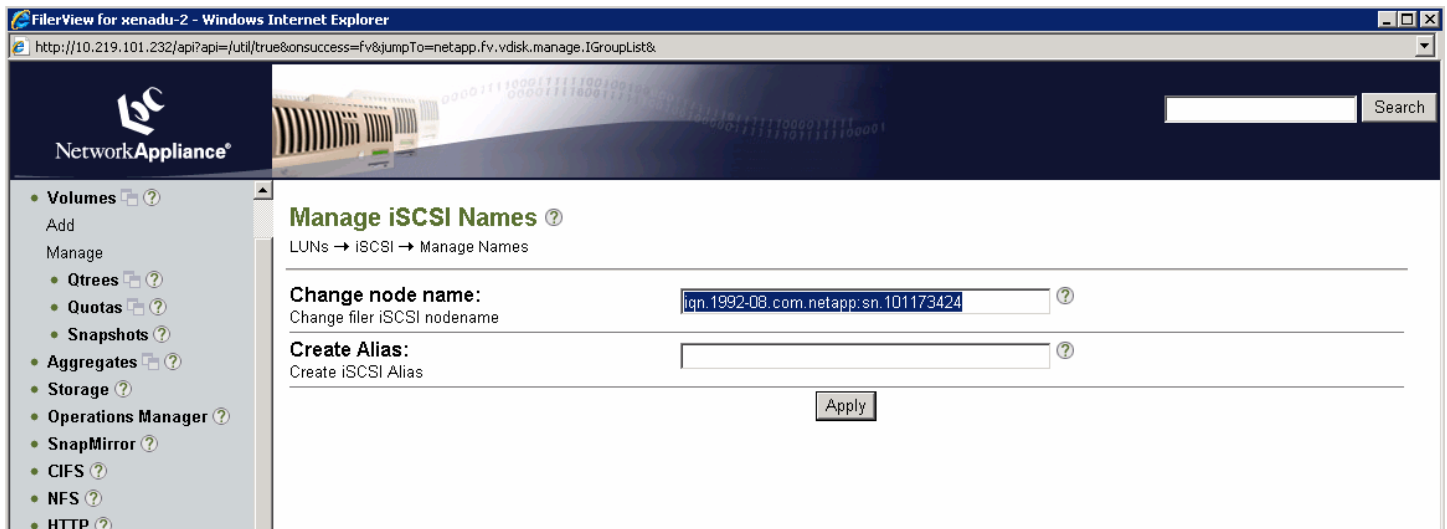 FilerView for xenadu-2 - Windows Internet Explorer
http://10.219.101.232/api?api=/util/true&onsuccess=fv&jumpTo=netapp.fv.vdisk.manage.IGroupList&
NetworkAppliance®
Search
Volumes
Add
Manage
Qtrees
Quotas
Snapshots
Aggregates
Storage
Operations Manager
SnapMirror
CIFS
NFS
HTTP
Manage iSCSI Names
LUNs → iSCSI → Manage Names
Change node name:
Change filer iSCSI nodename
iqn.1992-08.com.netapp:sn.101173424
Create Alias:
Create iSCSI Alias
Apply